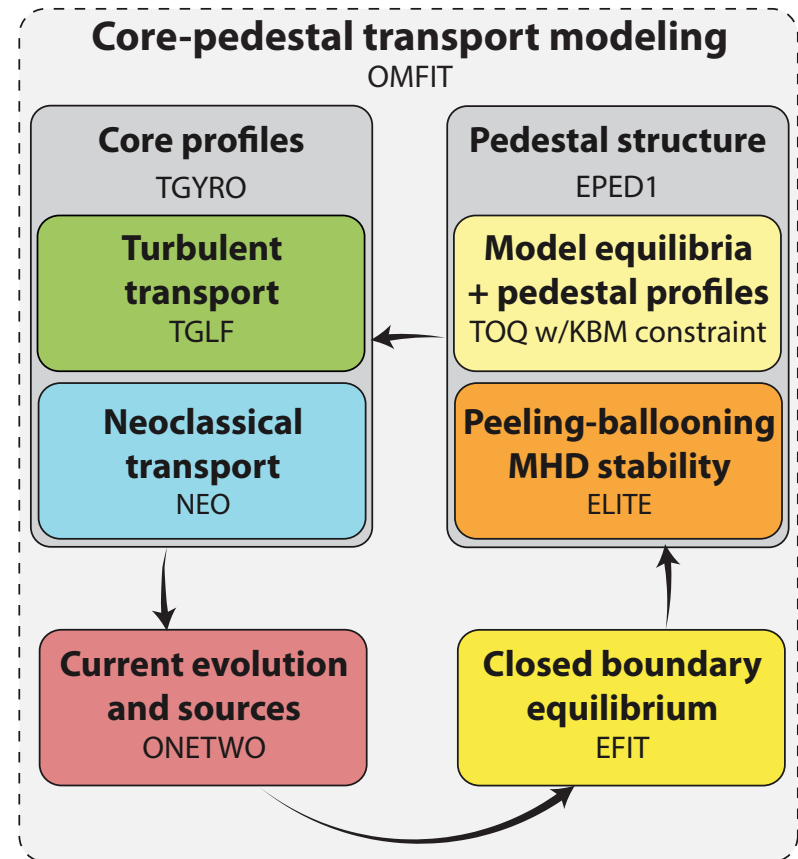 Core-pedestal transport modeling
OMFIT
Core profiles
TGYRO
Turbulent
transport
TGLF
Neoclassical
transport
NEO
Pedestal structure
EPED1
Model equilibria
+ pedestal profiles
TOQ w/KBM constraint
Peeling-ballooning
MHD stability
ELITE
Current evolution
and sources
ONETWO
Closed boundary
equilibrium
EFIT